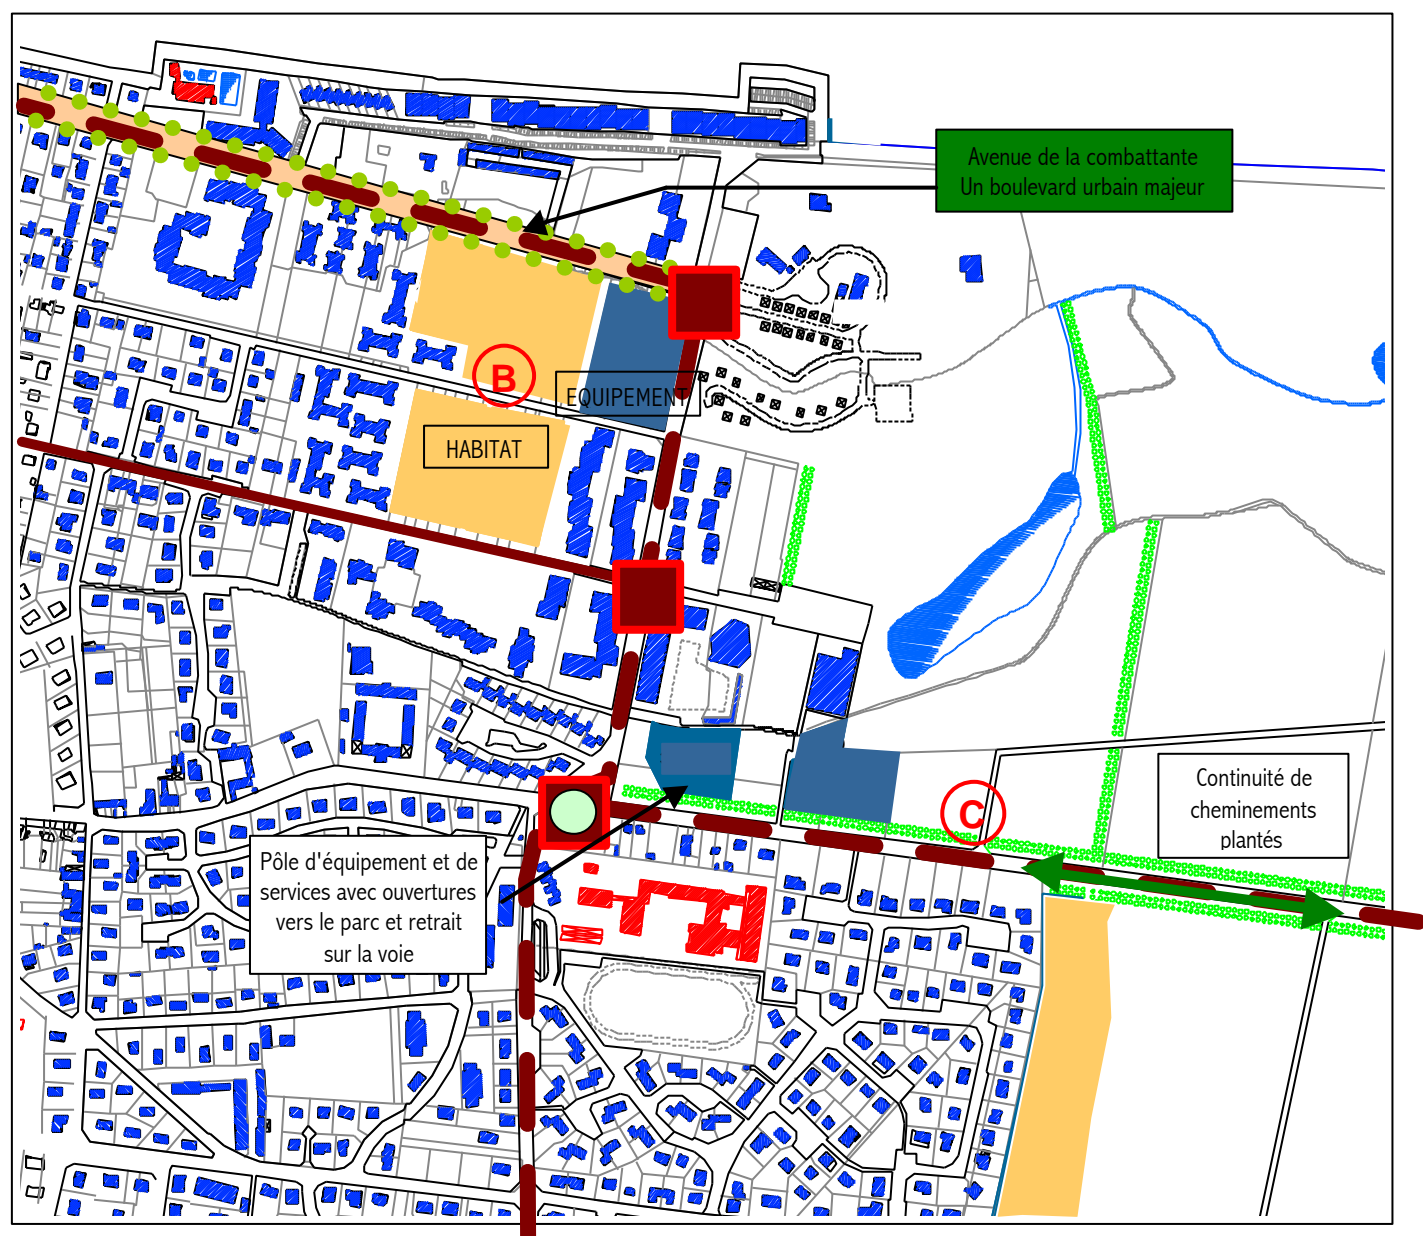 Avenue de la combattante
Un boulevard urbain majeur
B
EQUIPEMENT
HABITAT
C
Continuité de
cheminements
plantés
Pôle d'équipement et de
services avec ouvertures
vers le parc et retrait
sur la voie